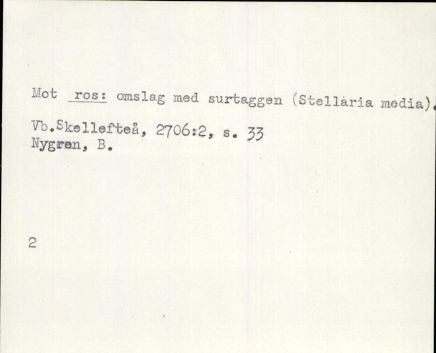 Mot ros: omslag med surtaggen (Stellaria media).
Vb.Skellefteå, 2706:2, s. 33
Nygren, B.
2